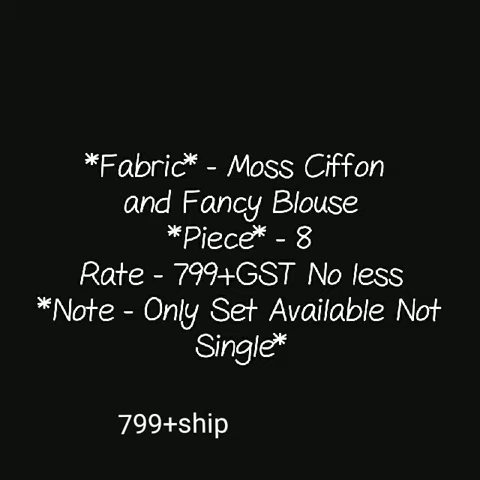 *Fabric* - Moss Ciffon
and Fancy Blouse
*Piece* - 8
Rate - 799+GST No less
*Note - Only Set Available Not
Single*
799+ship